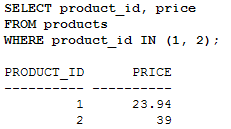 SELECT product_id, price
FROM products
WHERE product_id IN (1, 2);
PRODUCT_ID      PRICE
---------- ----------
         1      23.94
         2         39